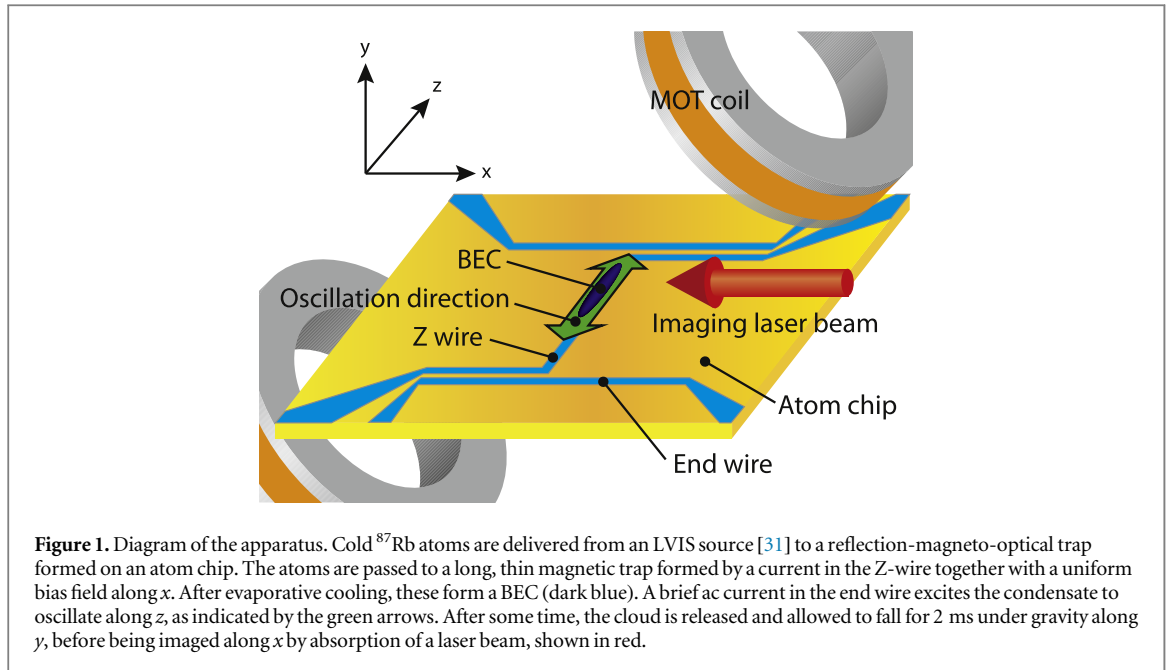 y
z
x
MOT coil
BEC
Oscillation direction
Z wire
Imaging laser beam
Atom chip
End wire
Figure 1. Diagram of the apparatus. Cold ⁸⁷Rb atoms are delivered from an LVIS source [31] to a reflection-magneto-optical trap
formed on an atom chip. The atoms are passed to a long, thin magnetic trap formed by a current in the Z-wire together with a uniform
bias field along x. After evaporative cooling, these form a BEC (dark blue). A brief ac current in the end wire excites the condensate to
oscillate along z, as indicated by the green arrows. After some time, the cloud is released and allowed to fall for 2 ms under gravity along
y, before being imaged along x by absorption of a laser beam, shown in red.